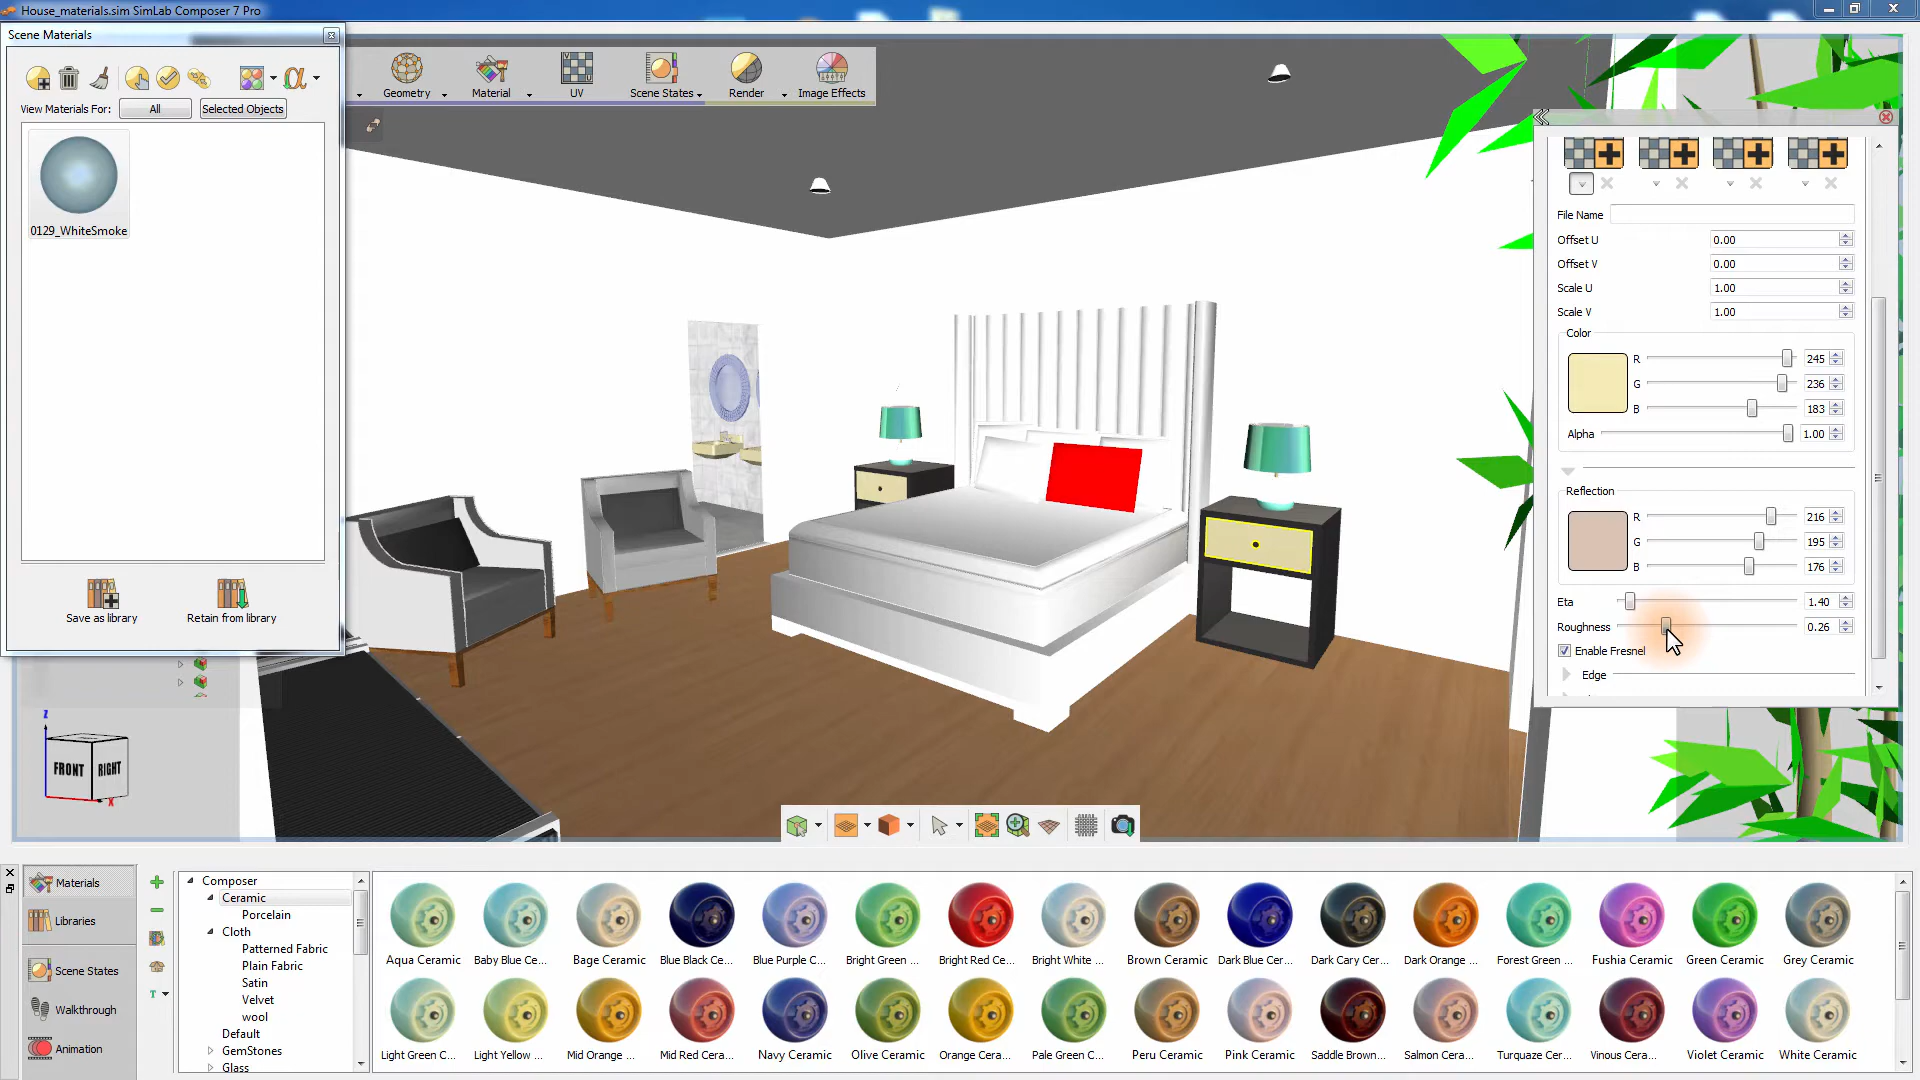 House_materials.sim SimLab Composer 7 Pro
Scene Materials
View Materials For:
All
Selected Objects
0129_WhiteSmoke
Save as library
Retain from library
Geometry
Material
UV
Scene States
Render
Image Effects
File Name
Offset U 0.00
Offset V 0.00
Scale U 1.00
Scale V 1.00
Color
R 245
G 236
B 183
Alpha 1.00
Reflection
R 216
G 195
B 176
Eta 1.40
Roughness 0.26
Enable Fresnel
Edge
Z
FRONT
RIGHT
X
Materials
Libraries
Scene States
Walkthrough
Animation
T
Composer
Ceramic
Porcelain
Cloth
Patterned Fabric
Plain Fabric
Satin
Velvet
wool
Default
GemStones
Glass
Aqua Ceramic
Baby Blue Ce...
Bage Ceramic
Blue Black Ce...
Blue Purple C...
Bright Green ...
Bright Red Ce...
Bright White ...
Brown Ceramic
Dark Blue Cer...
Dark Cary Cer...
Dark Orange ...
Forest Green ...
Fushia Ceramic
Green Ceramic
Grey Ceramic
Light Green C...
Light Yellow ...
Mid Orange ...
Mid Red Cera...
Navy Ceramic
Olive Ceramic
Orange Cera...
Pale Green C...
Peru Ceramic
Pink Ceramic
Saddle Brown...
Salmon Cera...
Turquaze Cer...
Vinous Cera...
Violet Ceramic
White Ceramic